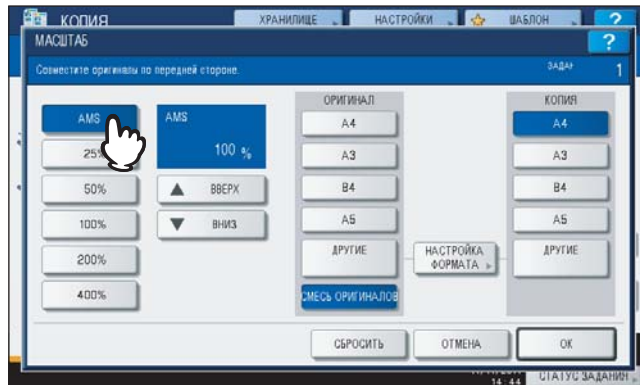 КОПИЯ
ХРАНИЛИЩЕ
НАСТРОЙКИ
ШАБЛОН
?
МАСШТАБ
?
Совместите оригиналы по передней стороне.
1
AMS
25%
50%
100%
200%
400%
AMS
100 %
ВВЕРХ
ВНИЗ
ОРИГИНАЛ
A4
A3
B4
A5
ДРУГИЕ
СМЕСЬ ОРИГИНАЛОВ
НАСТРОЙКА
ФОРМАТА
КОПИЯ
A4
A3
B4
A5
ДРУГИЕ
СБРОСИТЬ
ОТМЕНА
OK
14:44
СТАТУС ЗАДАНИЯ